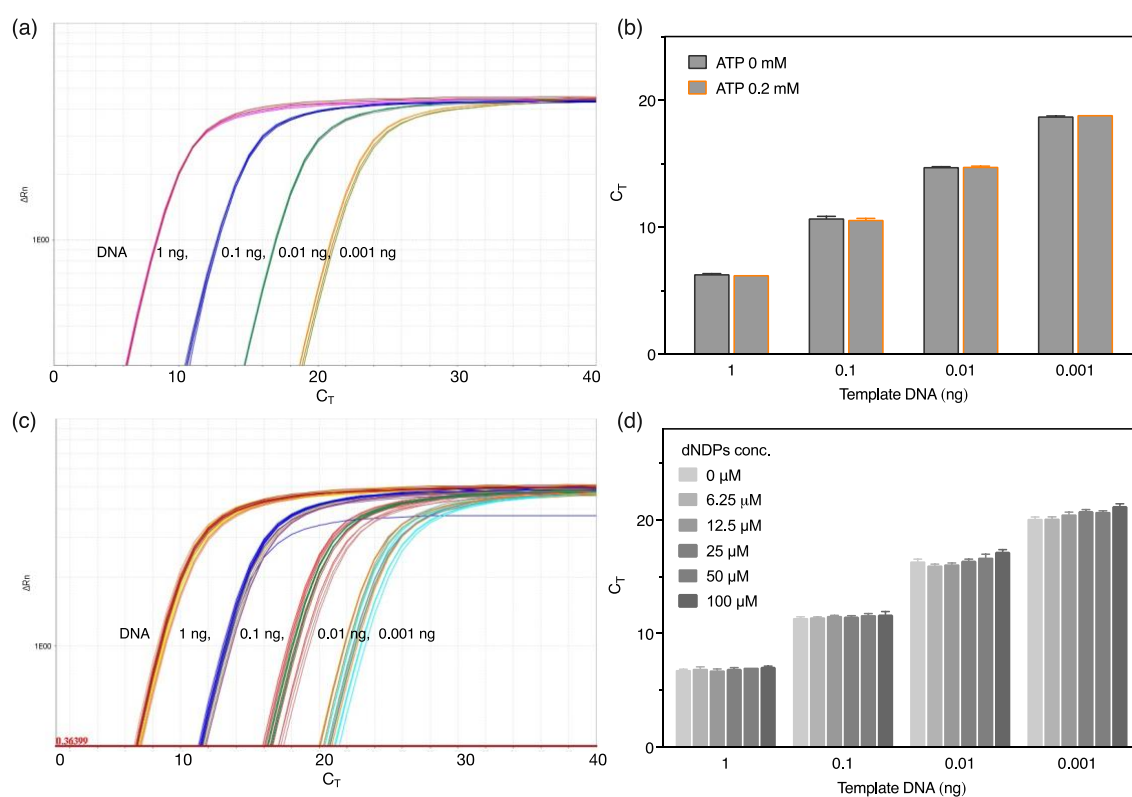 (a)
ΔRn
1E00
DNA 1 ng, 0.1 ng, 0.01 ng, 0.001 ng
0 10 20 30 40
CT
(b)
ATP 0 mM
ATP 0.2 mM
CT
20
10
0
1 0.1 0.01 0.001
Template DNA (ng)
(c)
ΔRn
1E00
DNA 1 ng, 0.1 ng, 0.01 ng, 0.001 ng
0.36399
0 10 20 30 40
CT
(d)
dNDPs conc.
0 μM
6.25 μM
12.5 μM
25 μM
50 μM
100 μM
CT
20
10
0
1 0.1 0.01 0.001
Template DNA (ng)